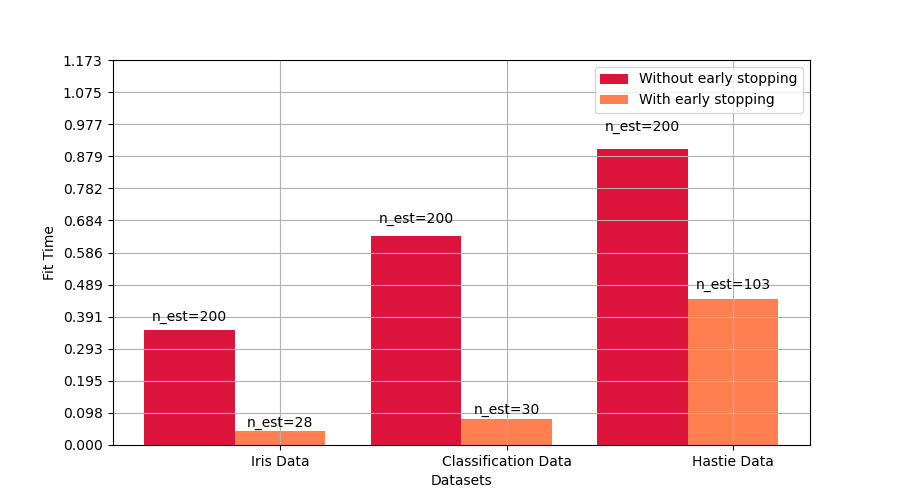 1.173
1.075
0.977
0.879
0.782
0.684
0.586
0.489
0.391
0.293
0.195
0.098
0.000
Fit Time
Without early stopping
With early stopping
n_est=200
n_est=28
n_est=200
n_est=30
n_est=200
n_est=103
Iris Data
Classification Data
Hastie Data
Datasets